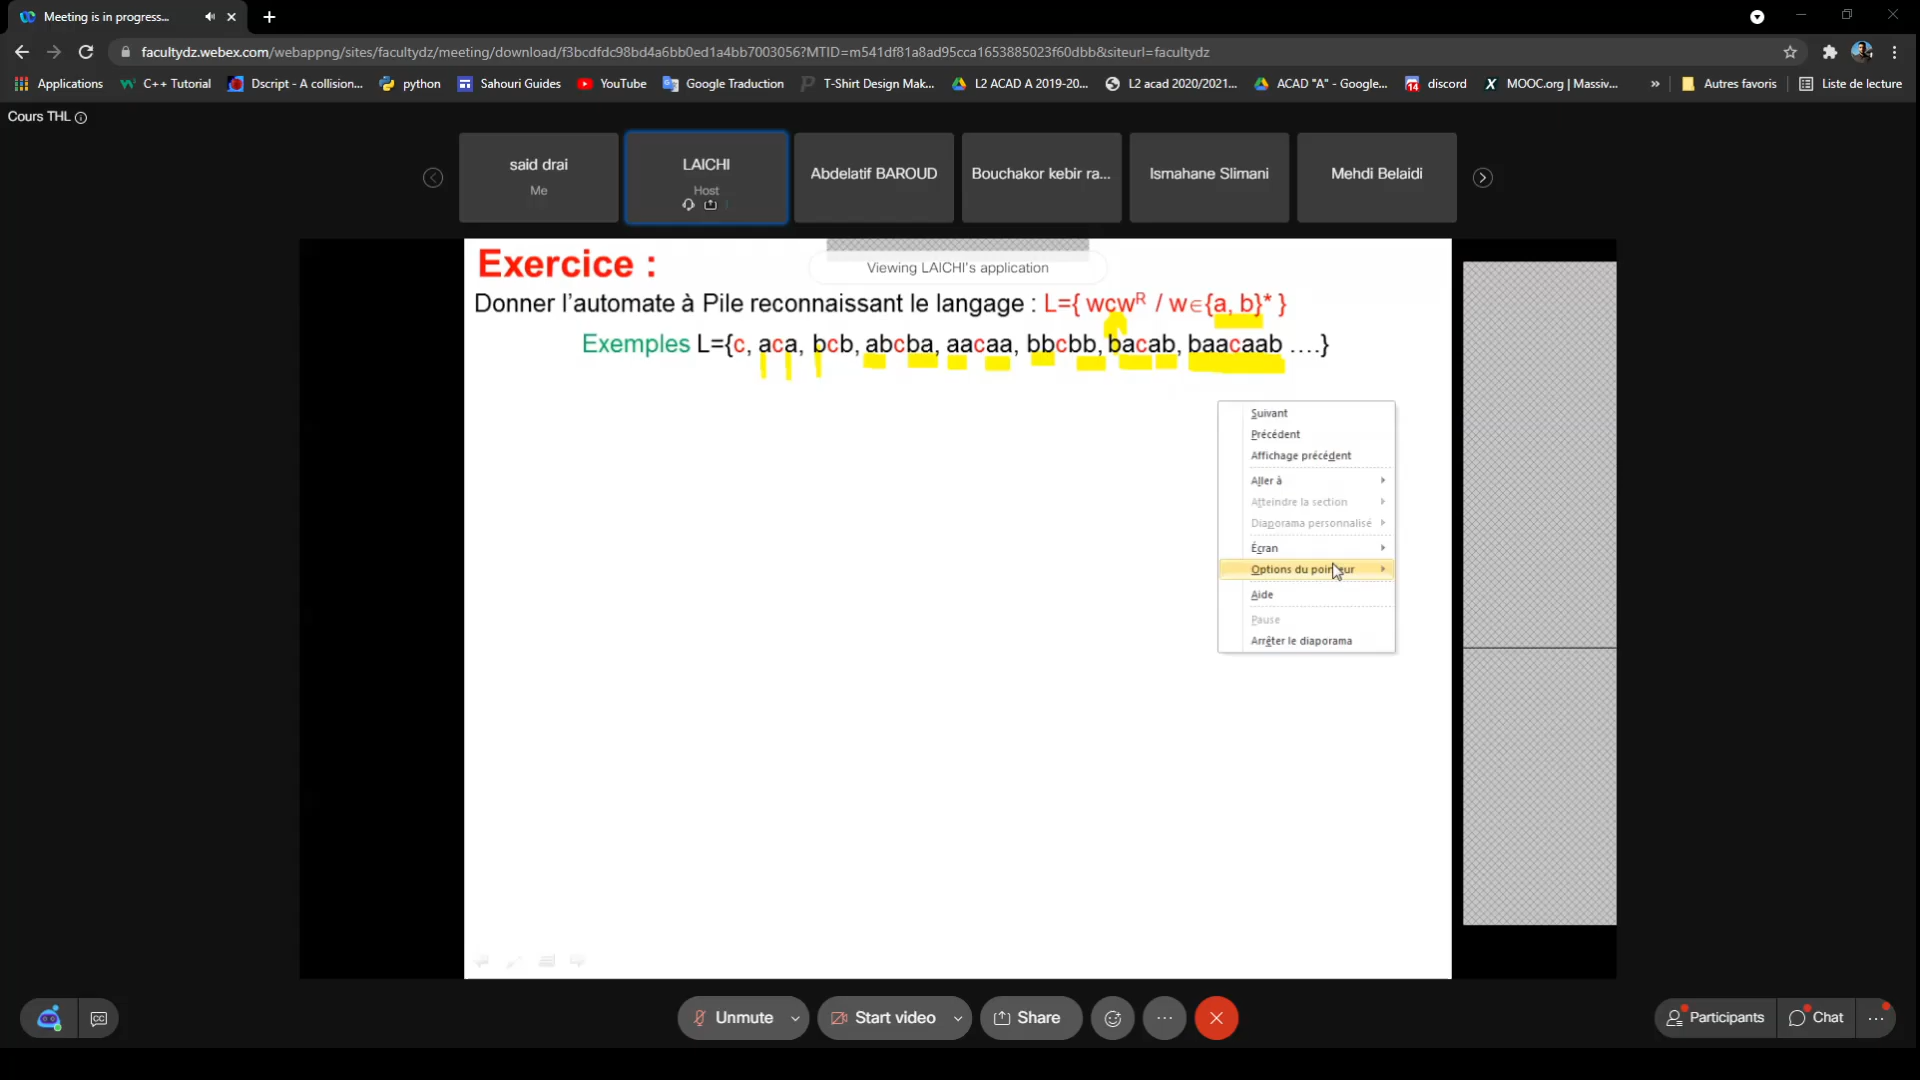 Meeting is in progress...
facultydz.webex.com/webappng/sites/facultydz/meeting/download/f3bcdfdc98bd4a6bb0ed1a4bb7003056?MTID=m541df81a8ad95cca1653885023f60dbb&siteurl=facultydz
Applications C++ Tutorial Dscript - A collision... python Sahouri Guides YouTube Google Traduction T-Shirt Design Mak... L2 ACAD A 2019-20... L2 acad 2020/2021... ACAD "A" - Google... 14 discord MOOC.org | Massiv... » Autres favoris Liste de lecture
Cours THL
said drai
Me
LAICHI
Host
Abdelatif BAROUD
Bouchakor kebir ra...
Ismahane Slimani
Mehdi Belaidi
Exercice :
Viewing LAICHI's application
Donner l'automate à Pile reconnaissant le langage : L={ wcwᴿ / w∈{a, b}* }
Exemples L={c, aca, bcb, abcba, aacaa, bbcbb, bacab, baacaab ....}
Suivant
Précédent
Affichage précédent
Aller à
Atteindre la section
Diaporama personnalisé
Écran
Options du pointeur
Aide
Pause
Arrêter le diaporama
CC
Unmute
Start video
Share
Participants
Chat